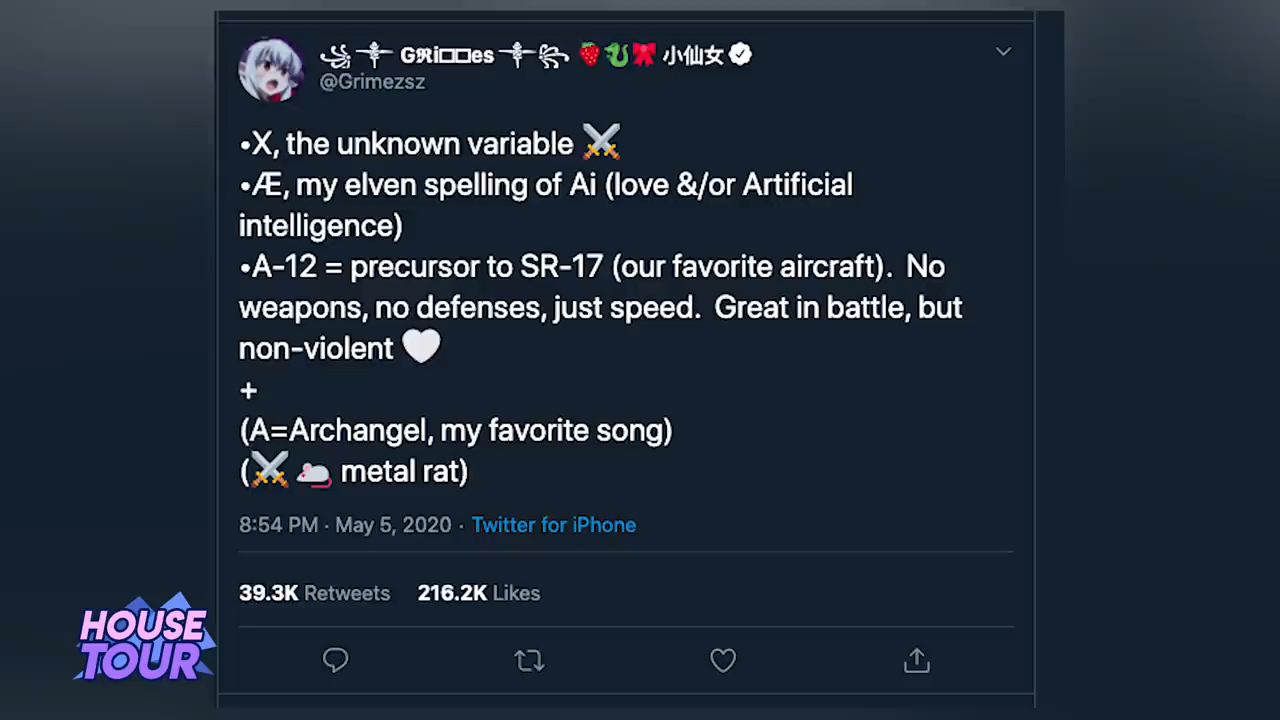 ꧁ ༒ Gℜi□□es ༒ ꧂ 🍓🐉🎀 小仙女
@Grimezsz
•X, the unknown variable ⚔️
•Æ, my elven spelling of Ai (love &/or Artificial
intelligence)
•A-12 = precursor to SR-17 (our favorite aircraft).  No
weapons, no defenses, just speed.  Great in battle, but
non-violent 🤍
+
(A=Archangel, my favorite song)
(⚔️🐁 metal rat)
8:54 PM · May 5, 2020 · Twitter for iPhone
39.3K Retweets 216.2K Likes
HOUSE
TOUR